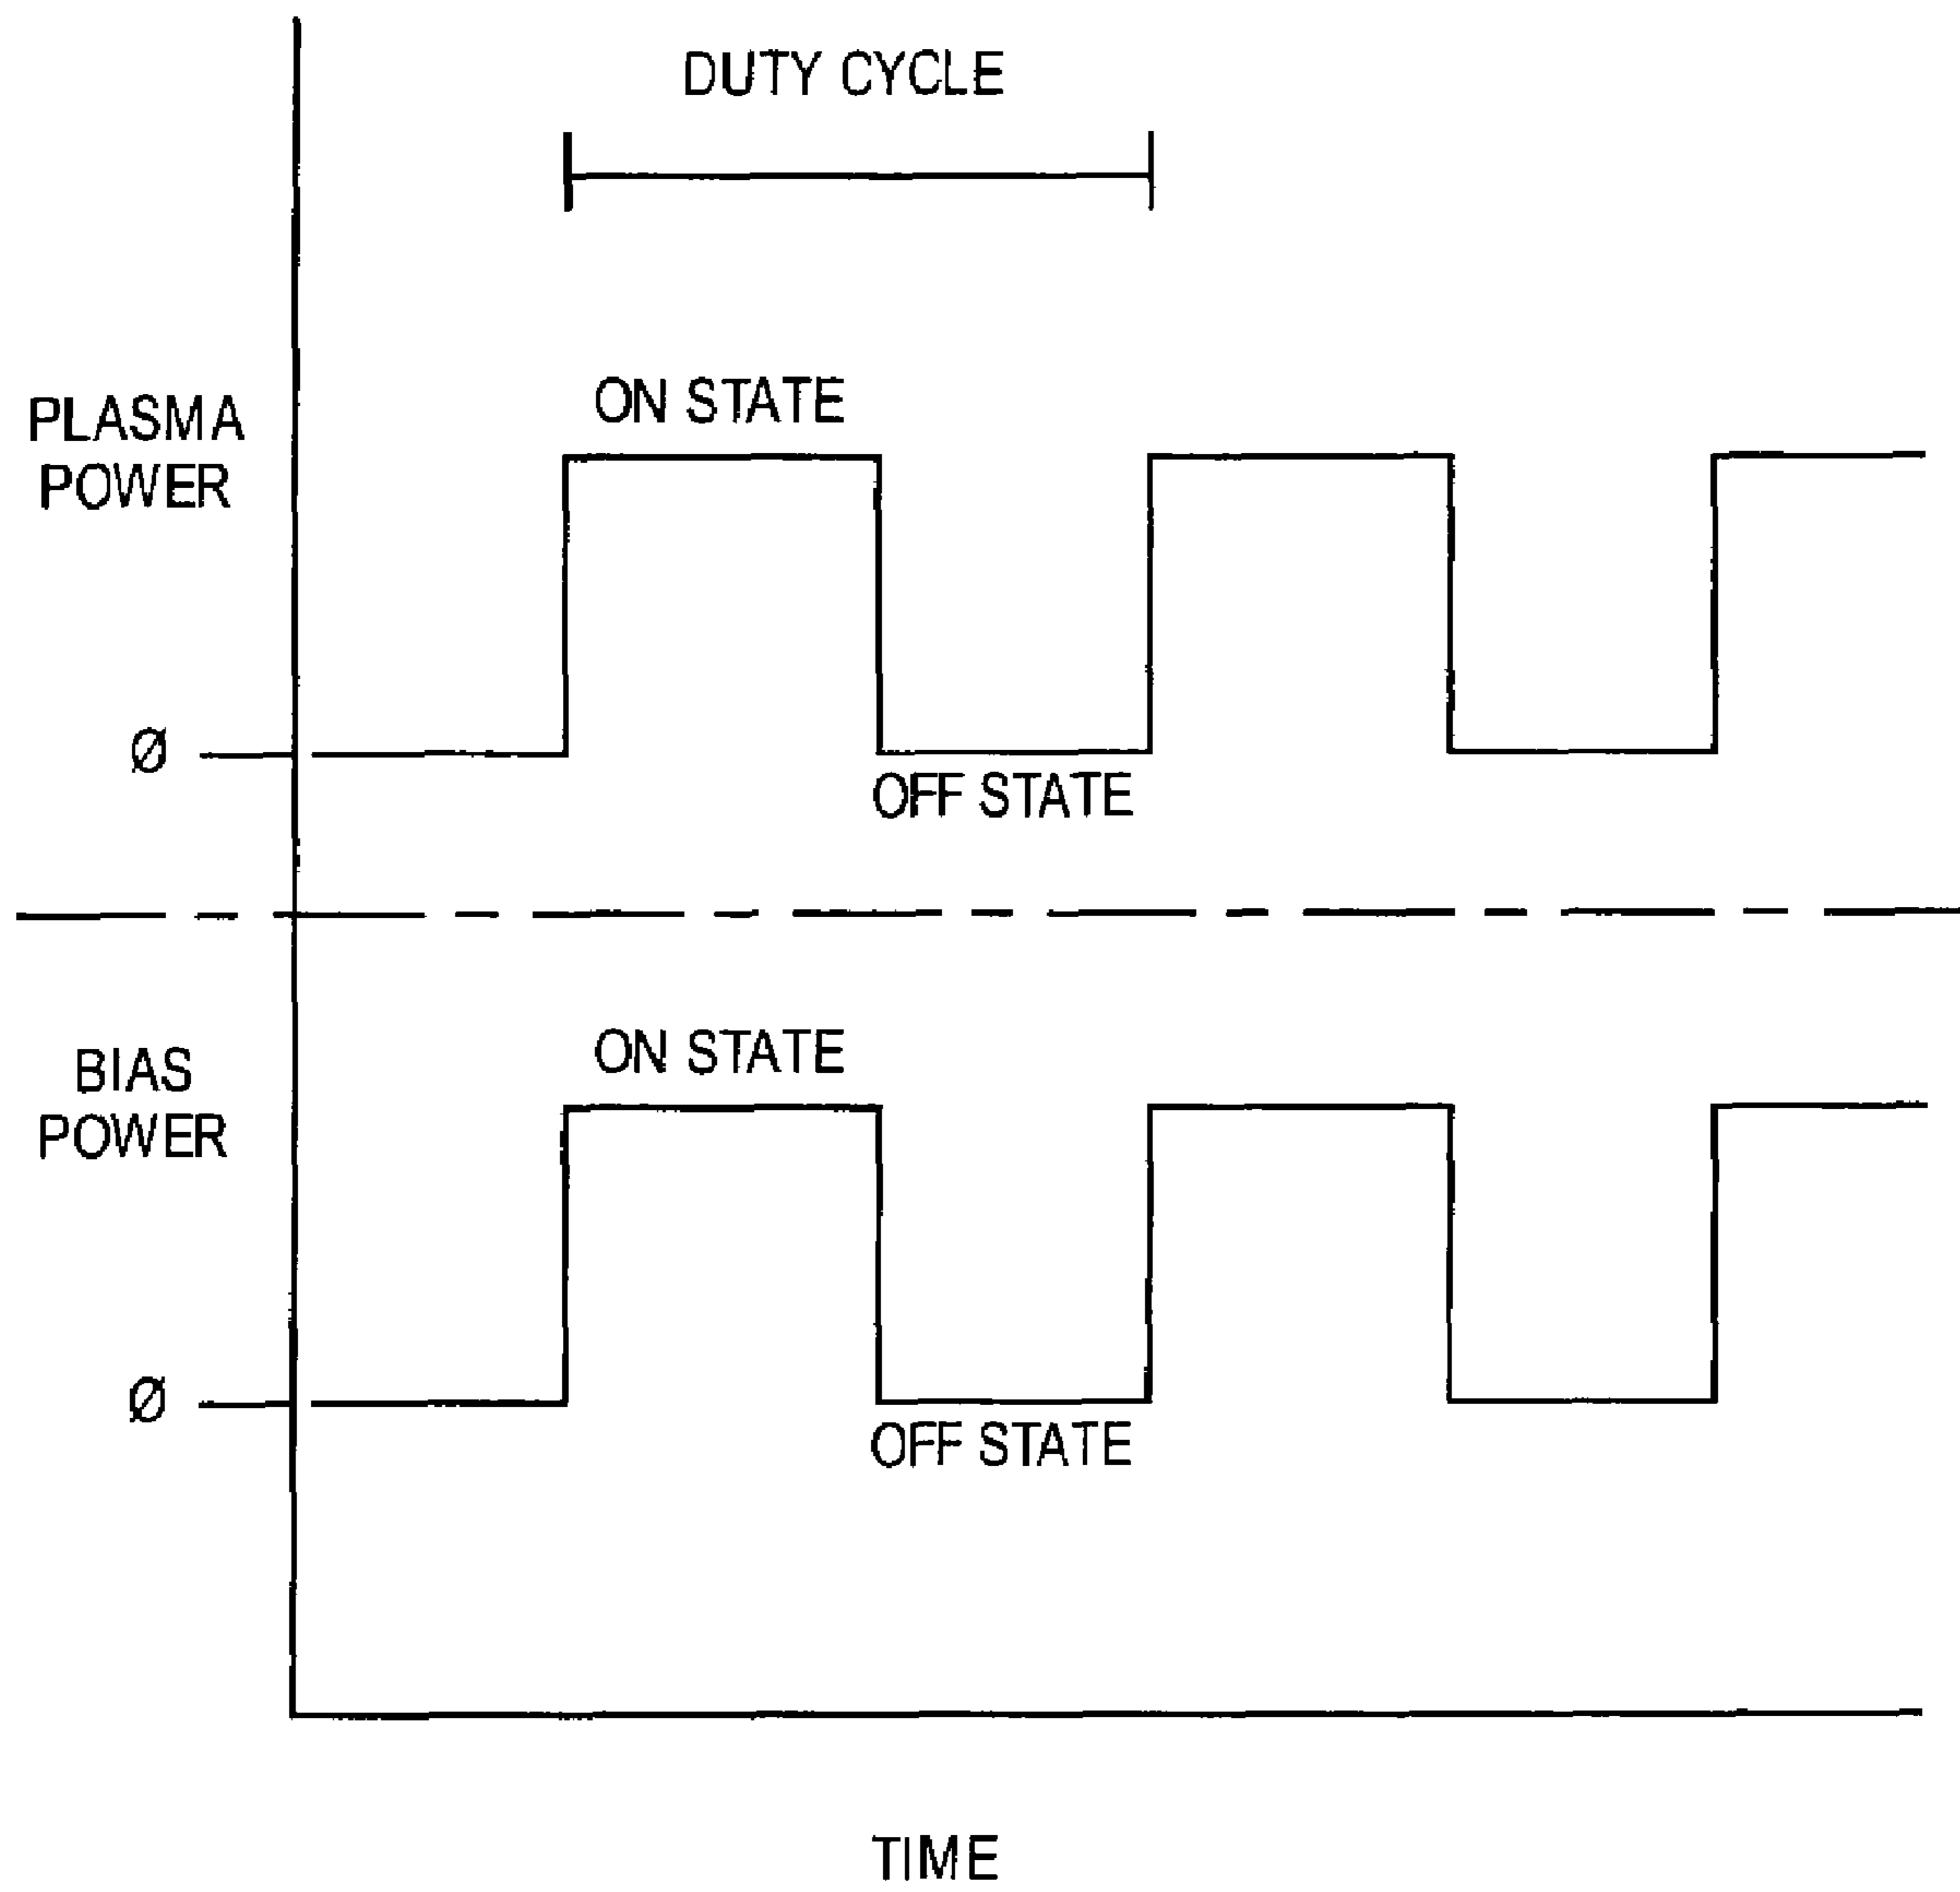 DUTY CYCLE
ON STATE
PLASMA
POWER
Ø
OFF STATE
ON STATE
BIAS
POWER
Ø
OFF STATE
TIME